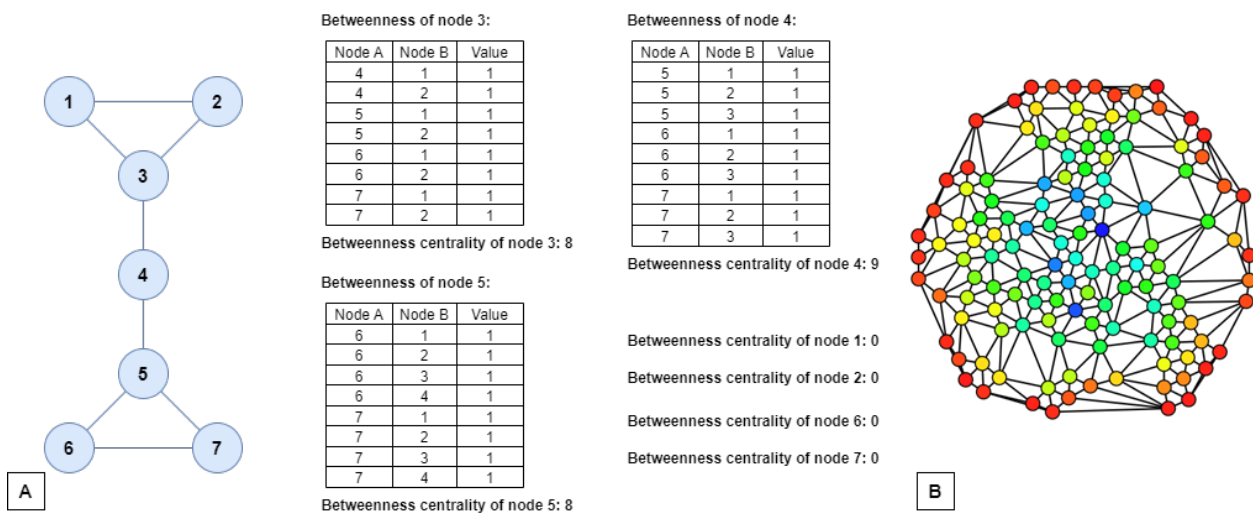 1
2
3
4
5
6
7
A
Betweenness of node 3:
Node A Node B Value
4 1 1
4 2 1
5 1 1
5 2 1
6 1 1
6 2 1
7 1 1
7 2 1
Betweenness centrality of node 3: 8
Betweenness of node 5:
Node A Node B Value
6 1 1
6 2 1
6 3 1
6 4 1
7 1 1
7 2 1
7 3 1
7 4 1
Betweenness centrality of node 5: 8
Betweenness of node 4:
Node A Node B Value
5 1 1
5 2 1
5 3 1
6 1 1
6 2 1
6 3 1
7 1 1
7 2 1
7 3 1
Betweenness centrality of node 4: 9
Betweenness centrality of node 1: 0
Betweenness centrality of node 2: 0
Betweenness centrality of node 6: 0
Betweenness centrality of node 7: 0
B